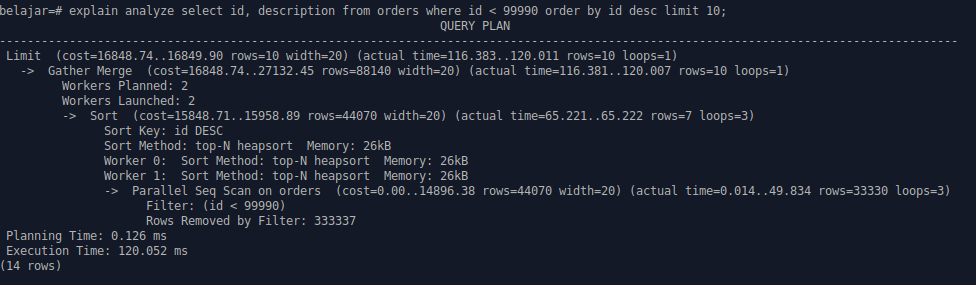 belajar=# explain analyze select id, description from orders where id < 99990 order by id desc limit 10;
QUERY PLAN
-----------------------------------------------------------------------------------------------------------------------------------------
Limit  (cost=16848.74..16849.90 rows=10 width=20) (actual time=116.383..120.011 rows=10 loops=1)
  ->  Gather Merge  (cost=16848.74..27132.45 rows=88140 width=20) (actual time=116.381..120.007 rows=10 loops=1)
        Workers Planned: 2
        Workers Launched: 2
        ->  Sort  (cost=15848.71..15958.89 rows=44070 width=20) (actual time=65.221..65.222 rows=7 loops=3)
              Sort Key: id DESC
              Sort Method: top-N heapsort  Memory: 26kB
              Worker 0:  Sort Method: top-N heapsort  Memory: 26kB
              Worker 1:  Sort Method: top-N heapsort  Memory: 26kB
              ->  Parallel Seq Scan on orders  (cost=0.00..14896.38 rows=44070 width=20) (actual time=0.014..49.834 rows=33330 loops=3)
                    Filter: (id < 99990)
                    Rows Removed by Filter: 333337
Planning Time: 0.126 ms
Execution Time: 120.052 ms
(14 rows)